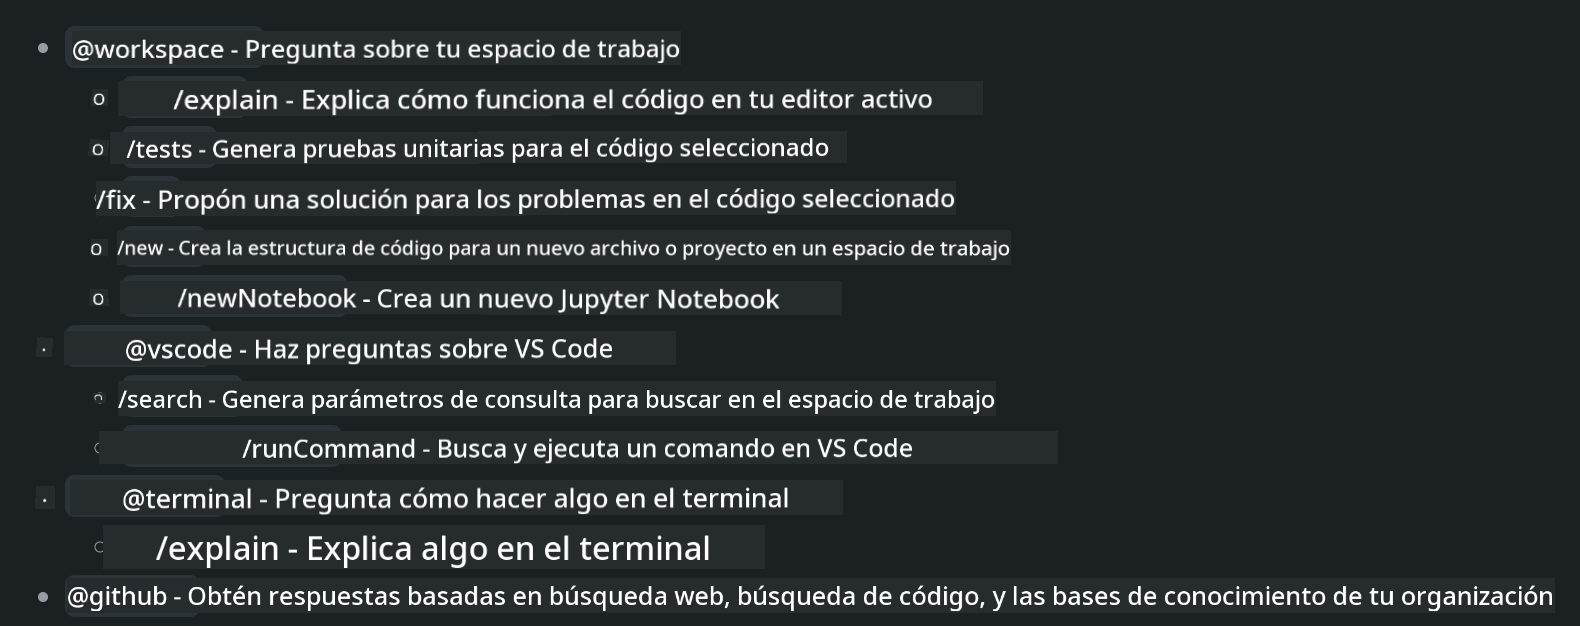 @workspace - Pregunta sobre tu espacio de trabajo
/explain - Explica cómo funciona el código en tu editor activo
/tests - Genera pruebas unitarias para el código seleccionado
/fix - Propón una solución para los problemas en el código seleccionado
/new - Crea la estructura de código para un nuevo archivo o proyecto en un espacio de trabajo
/newNotebook - Crea un nuevo Jupyter Notebook
@vscode - Haz preguntas sobre VS Code
/search - Genera parámetros de consulta para buscar en el espacio de trabajo
/runCommand - Busca y ejecuta un comando en VS Code
@terminal - Pregunta cómo hacer algo en el terminal
/explain - Explica algo en el terminal
@github - Obtén respuestas basadas en búsqueda web, búsqueda de código, y las bases de conocimiento de tu organización